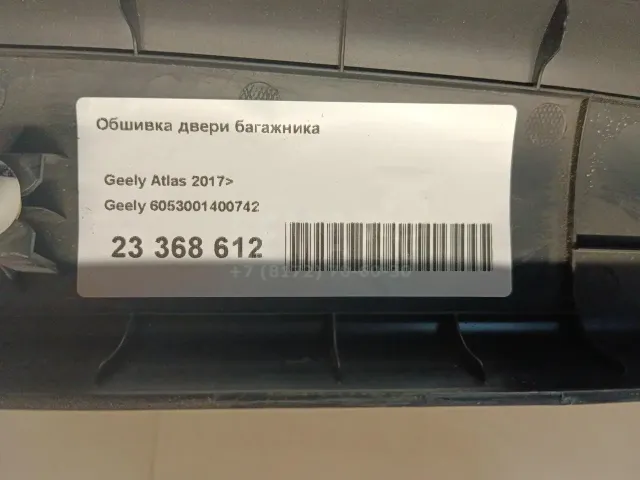 Обшивка двери багажника
Geely Atlas 2017>
Geely 6053001400742
23 368 612